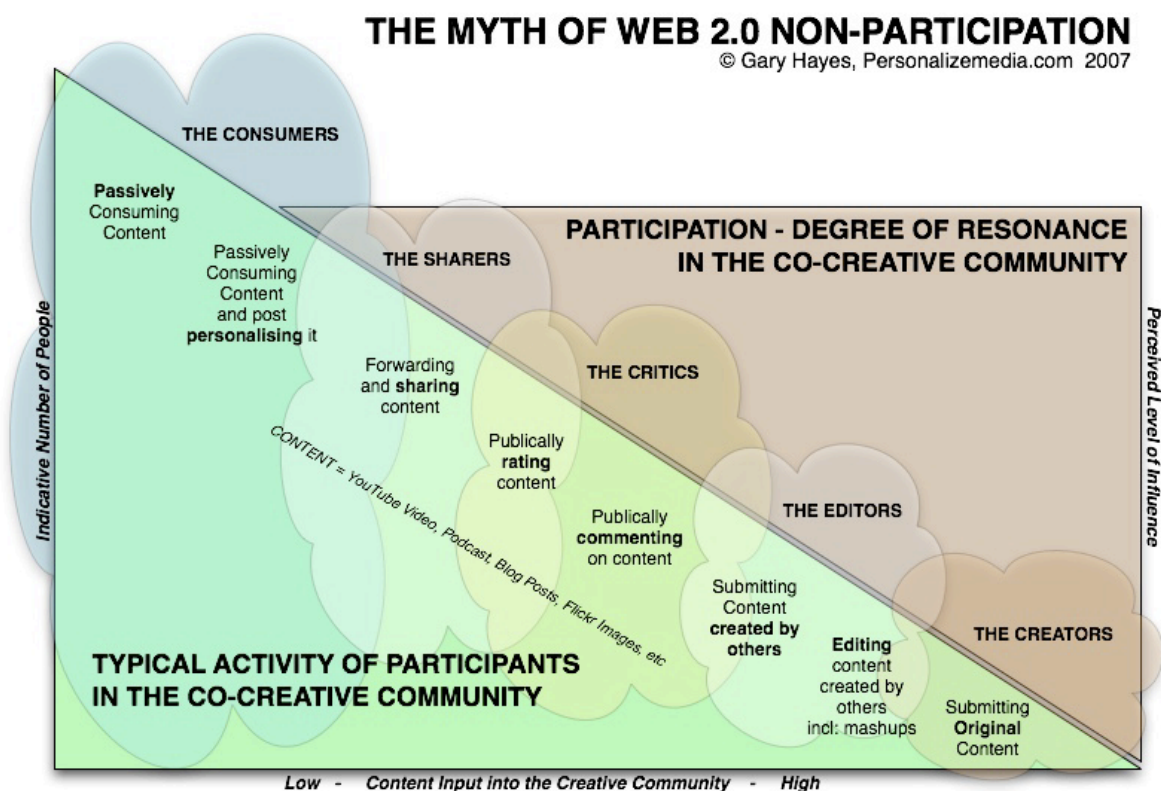 THE MYTH OF WEB 2.0 NON-PARTICIPATION
© Gary Hayes, Personalizemedia.com 2007
THE CONSUMERS
Passively
Consuming
Content
Passively
Consuming
Content
and post
personalising it
PARTICIPATION - DEGREE OF RESONANCE
IN THE CO-CREATIVE COMMUNITY
THE SHARERS
Forwarding
and sharing
content
THE CRITICS
Publically
rating
content
Publically
commenting
on content
THE EDITORS
Submitting
Content
created by
others
Editing
content
created by
others
incl: mashups
THE CREATORS
Submitting
Original
Content
CONTENT = YouTube Video, Podcast, Blog Posts, Flickr Images, etc
TYPICAL ACTIVITY OF PARTICIPANTS
IN THE CO-CREATIVE COMMUNITY
Indicative Number of People
Perceived Level of Influence
Low - Content Input into the Creative Community - High